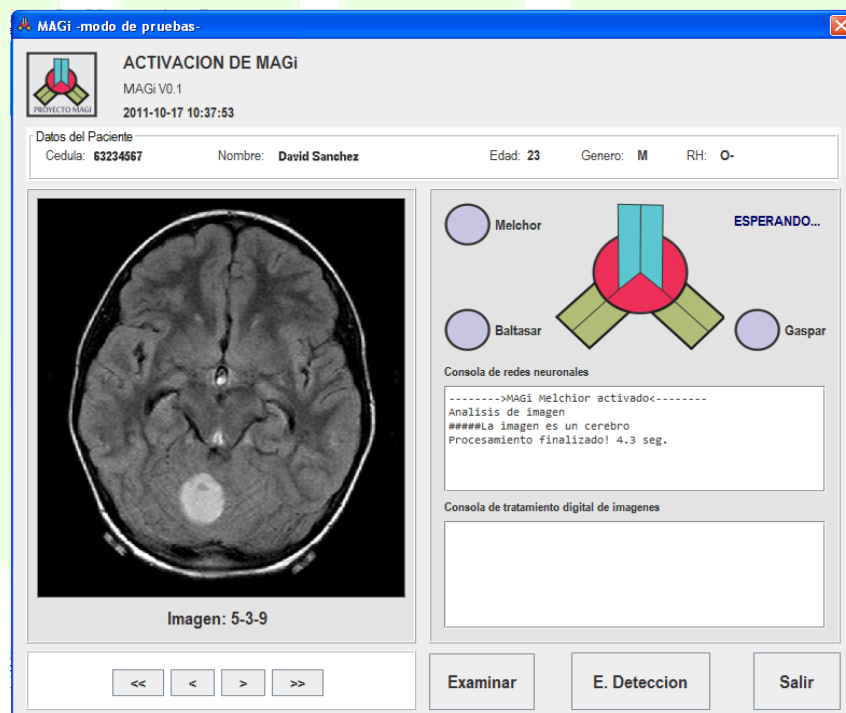 MAGi -modo de pruebas-
ACTIVACION DE MAGi
MAGi V0.1
PROYECTO MAGI
2011-10-17 10:37:53
Datos del Paciente
Cedula: 63234567 Nombre: David Sanchez Edad: 23 Genero: M RH: O-
Melchor
ESPERANDO...
Baltasar
Gaspar
Consola de redes neuronales
-------->MAGi Melchior activado<--------
Analisis de imagen
#####La imagen es un cerebro
Procesamiento finalizado! 4.3 seg.
Consola de tratamiento digital de imagenes
Imagen: 5-3-9
<< < > >>
Examinar E. Deteccion Salir